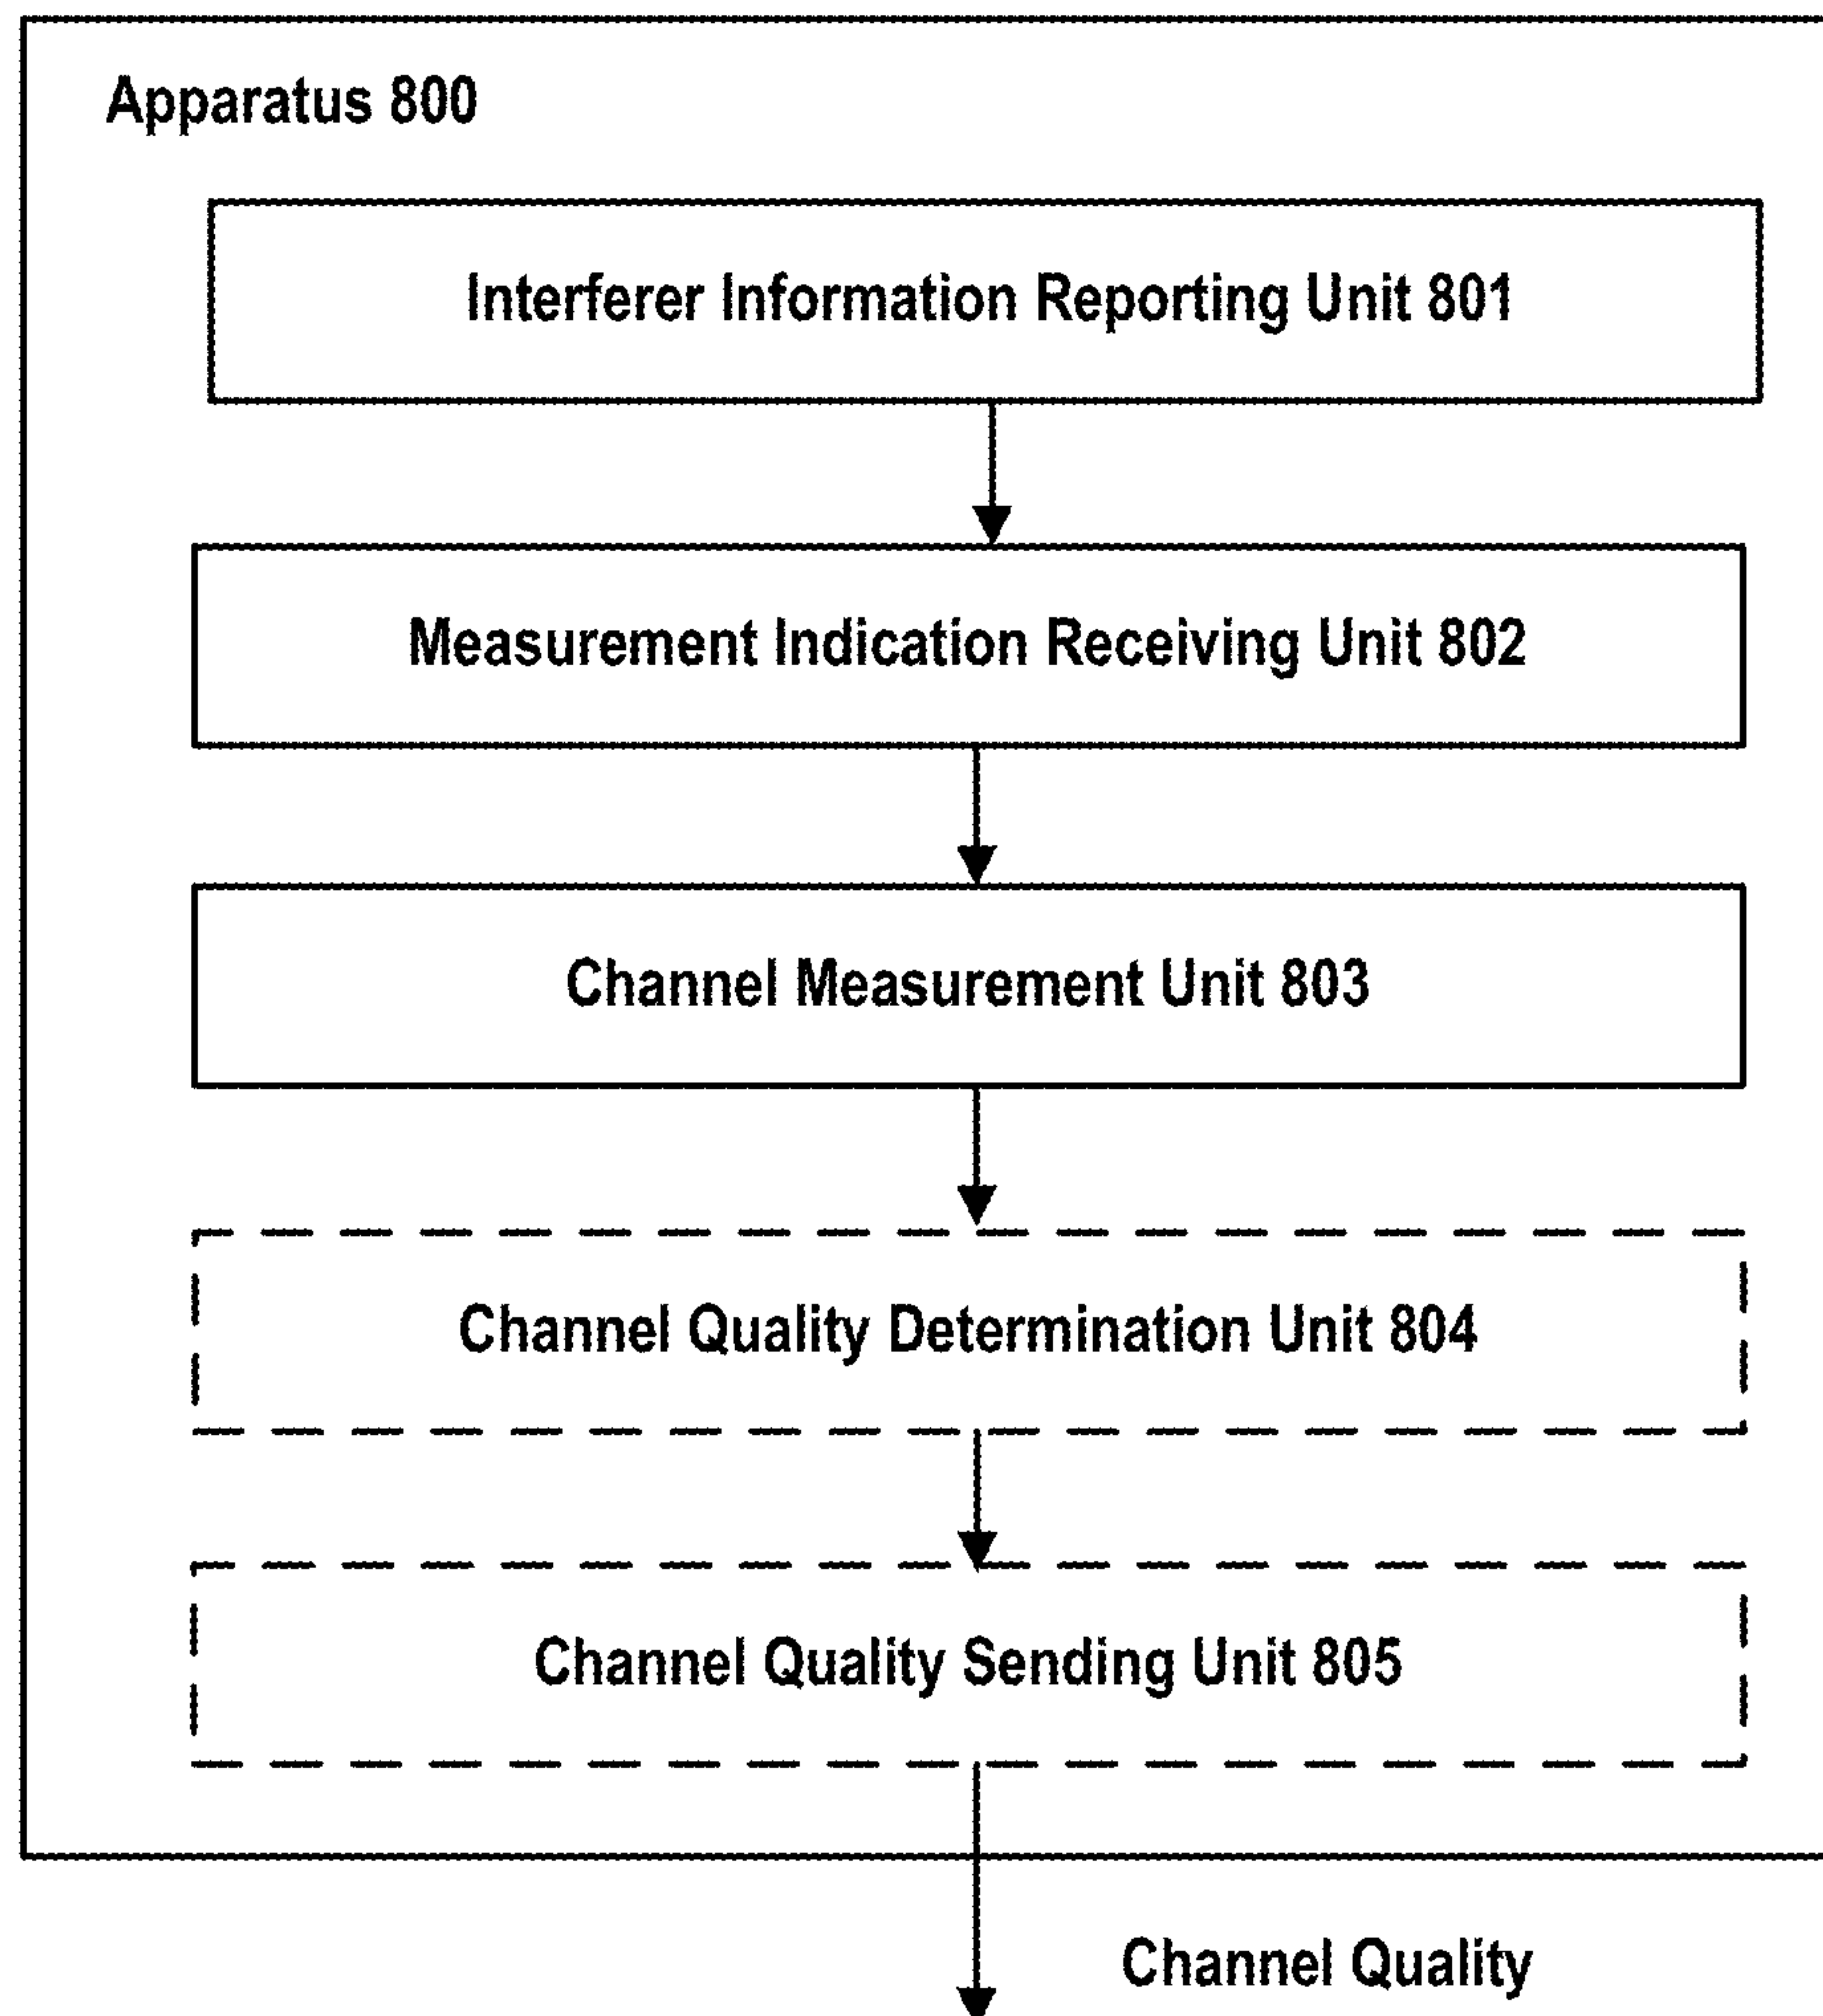 Apparatus 800
Interferer Information Reporting Unit 801
Measurement Indication Receiving Unit 802
Channel Measurement Unit 803
Channel Quality Determination Unit 804
Channel Quality Sending Unit 805
Channel Quality